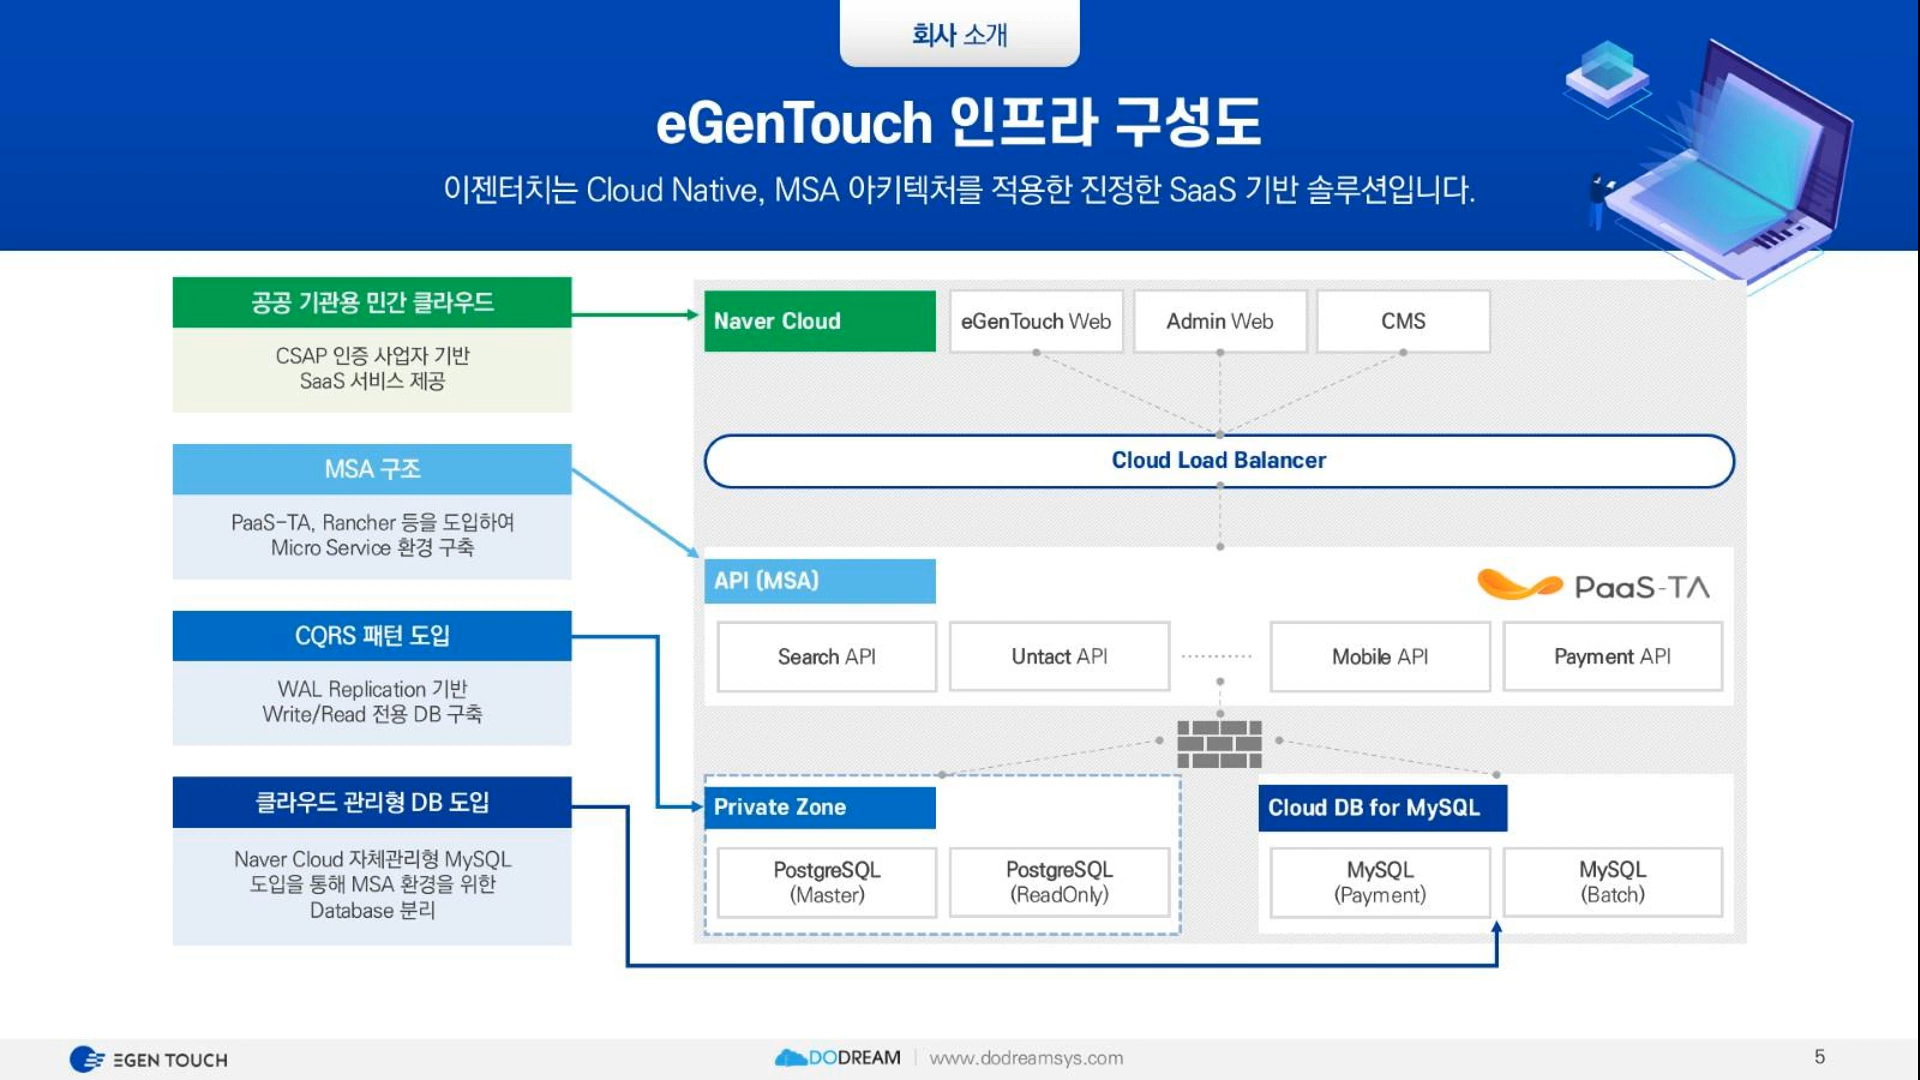 회사 소개
eGenTouch 인프라 구성도
이젠터치는 Cloud Native, MSA 아키텍처를 적용한 진정한 SaaS 기반 솔루션입니다.
공공 기관용 민간 클라우드
CSAP 인증 사업자 기반
SaaS 서비스 제공
MSA 구조
PaaS-TA, Rancher 등을 도입하여
Micro Service 환경 구축
CQRS 패턴 도입
WAL Replication 기반
Write/Read 전용 DB 구축
클라우드 관리형 DB 도입
Naver Cloud 자체관리형 MySQL
도입을 통해 MSA 환경을 위한
Database 분리
Naver Cloud
eGenTouch Web
Admin Web
CMS
Cloud Load Balancer
API (MSA)
PaaS-TA
Search API
Untact API
Mobile API
Payment API
Private Zone
PostgreSQL
(Master)
PostgreSQL
(ReadOnly)
Cloud DB for MySQL
MySQL
(Payment)
MySQL
(Batch)
EGEN TOUCH
DODREAM
www.dodreamsys.com
5